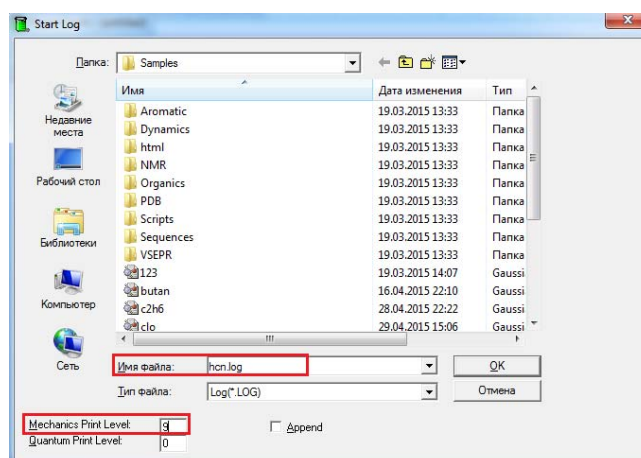 Start Log
Папка: Samples
Недавние места
Рабочий стол
Библиотеки
Компьютер
Сеть
Имя Дата изменения Тип
Aromatic 19.03.2015 13:33 Папка
Dynamics 19.03.2015 13:33 Папка
html 19.03.2015 13:33 Папка
NMR 19.03.2015 13:33 Папка
Organics 19.03.2015 13:33 Папка
PDB 19.03.2015 13:33 Папка
Scripts 19.03.2015 13:33 Папка
Sequences 19.03.2015 13:33 Папка
VSEPR 19.03.2015 13:33 Папка
123 19.03.2015 14:07 Gaussi
butan 16.04.2015 22:10 Gaussi
c2h6 28.04.2015 22:22 Gaussi
clo 29.04.2015 15:06 Gaussi
Имя файла: hcn.log OK
Тип файла: Log(*.LOG) Отмена
Mechanics Print Level: 9 Append
Quantum Print Level: 0